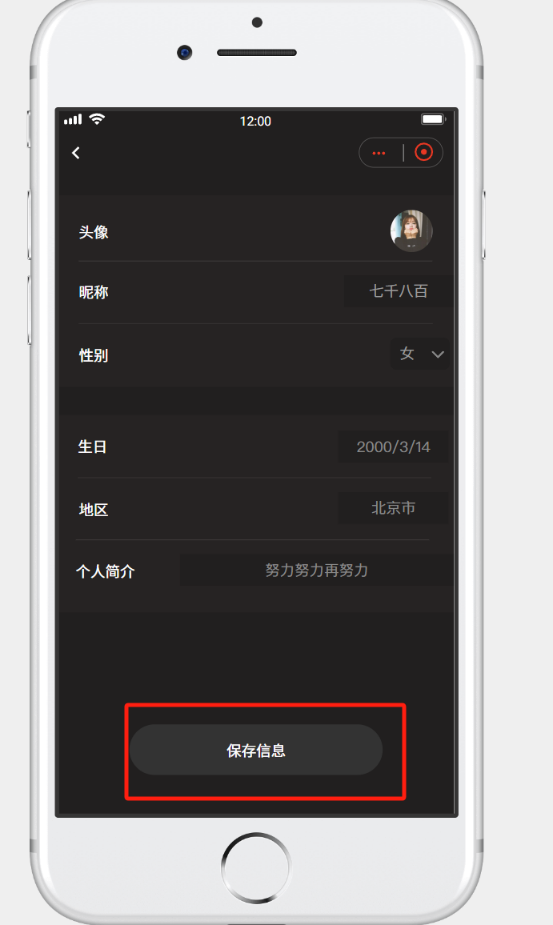 12:00
头像
昵称 七千八百
性别 女
生日 2000/3/14
地区 北京市
个人简介 努力努力再努力
保存信息